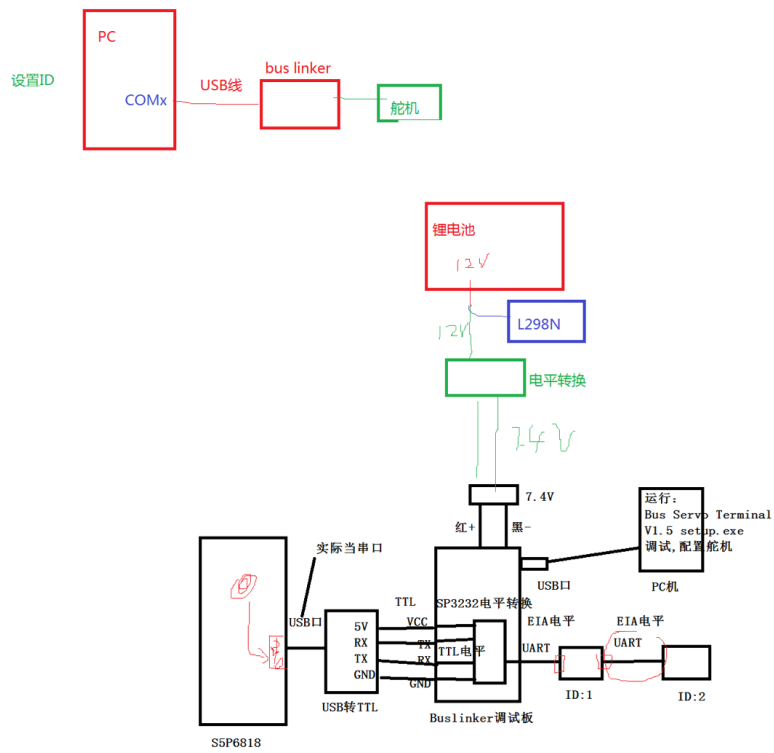 PC
设置ID
COMx
USB线
bus linker
舵机
锂电池
12V
L298N
12V
电平转换
7.4V
7.4V
红+
黑-
运行:
Bus Servo Terminal
V1.5 setup.exe
调试,配置舵机
USB口
PC机
实际当串口
USB口
TTL
SP3232电平转换
EIA电平
EIA电平
5V
VCC
RX
TX
TTL电平
UART
UART
TX
RX
GND
GND
ID:1
ID:2
USB转TTL
Buslinker调试板
S5P6818